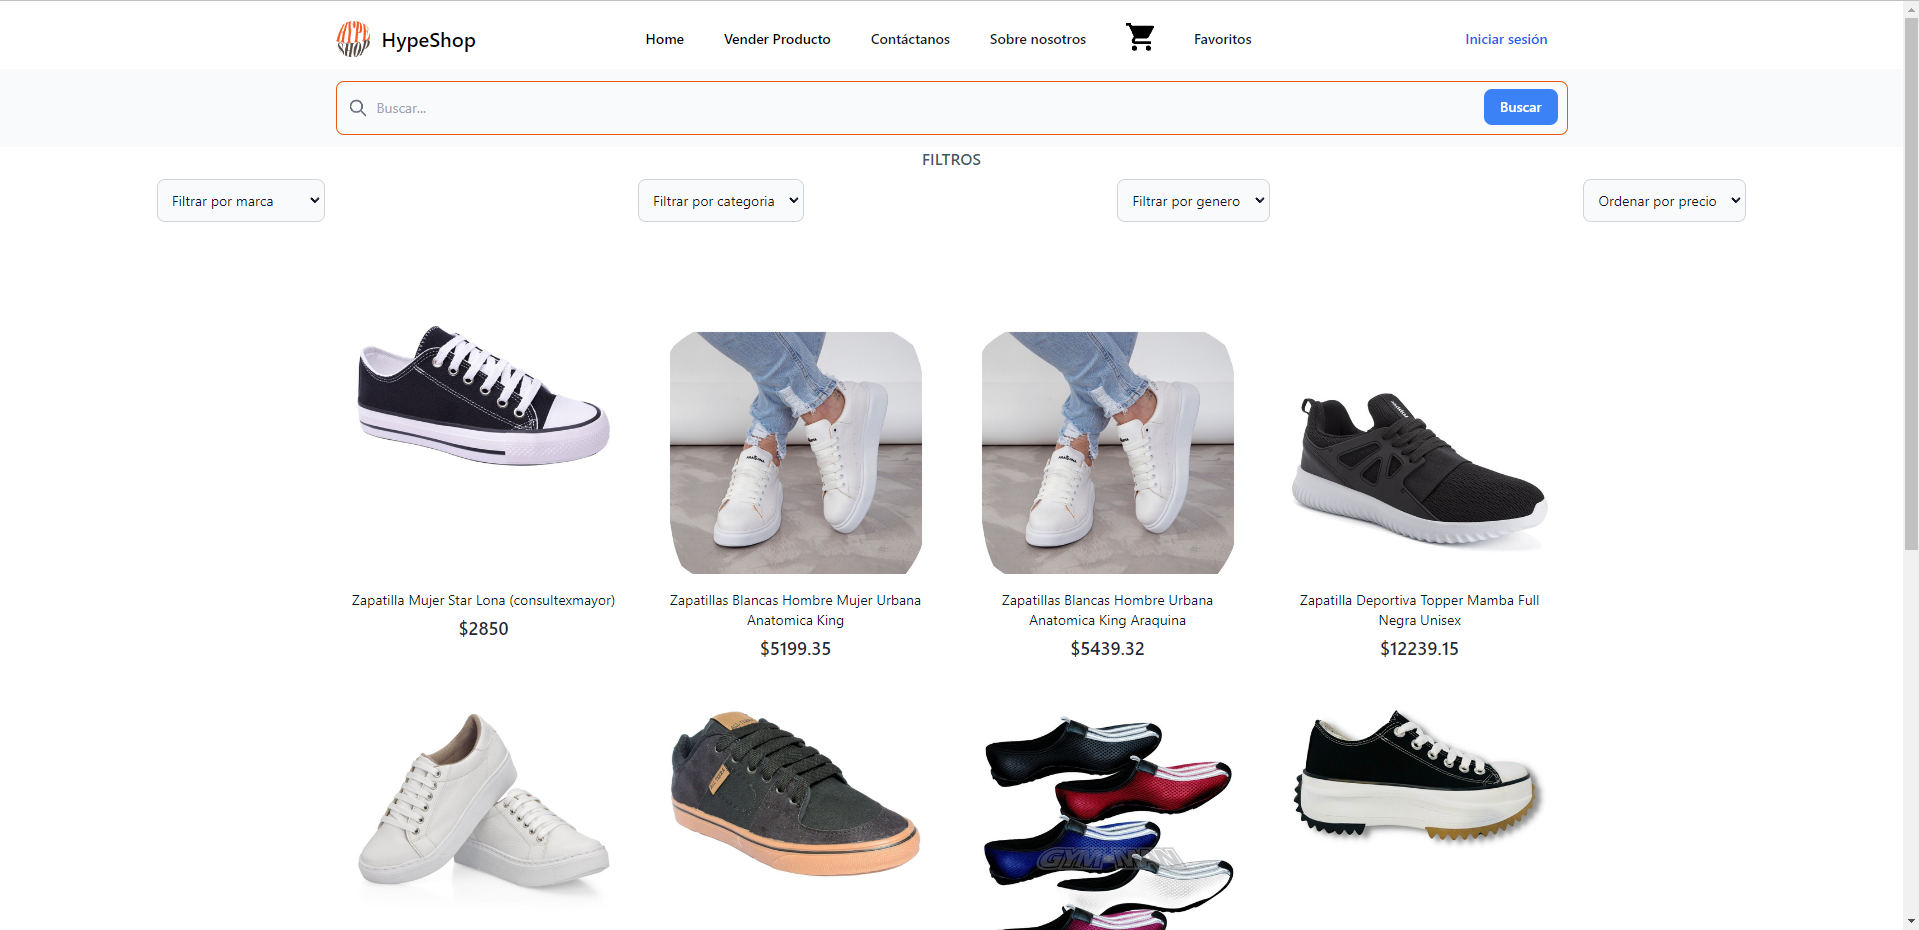 HypeShop
Home
Vender Producto
Contáctanos
Sobre nosotros
Favoritos
Iniciar sesión
Buscar...
Buscar
FILTROS
Filtrar por marca
Filtrar por categoria
Filtrar por genero
Ordenar por precio
Zapatilla Mujer Star Lona (consultexmayor)
$2850
Zapatillas Blancas Hombre Mujer Urbana
Anatomica King
$5199.35
Zapatillas Blancas Hombre Urbana
Anatomica King Araquina
$5439.32
Zapatilla Deportiva Topper Mamba Full
Negra Unisex
$12239.15